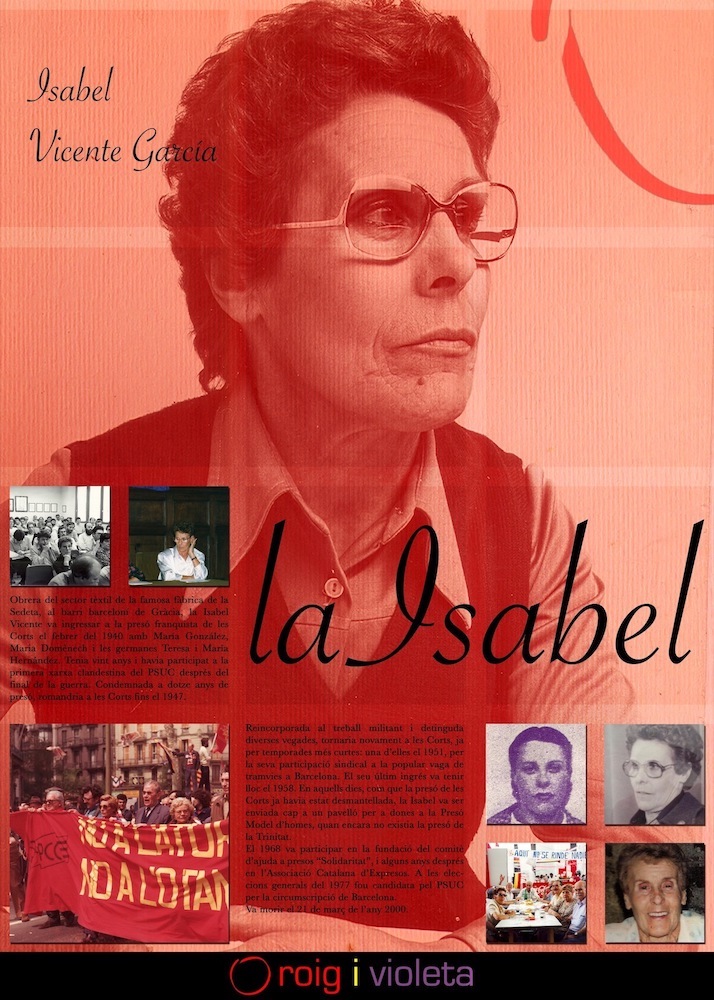 Isabel
Vicente García
la Isabel
Obrera del sector tèxtil de la famosa fàbrica de la
Sedeta, al barri barceloní de Gràcia, la Isabel
Vicente va ingressar a la presó franquista de les
Corts el febrer del 1940 amb Maria González,
Maria Domènech i les germanes Teresa i Maria
Hernández. Tenia vint anys i havia participat a la
primera xarxa clandestina del PSUC després del
final de la guerra. Condemnada a dotze anys de
presó, romandria a les Corts fins el 1947.
Reincorporada al treball militant i detinguda
diverses vegades, tornaria novament a les Corts, ja
per temporades més curtes: una d'elles el 1951, per
la seva participació sindical a la popular vaga de
tramvies a Barcelona. El seu últim ingrés va tenir
lloc el 1958. En aquells dies, com que la presó de les
Corts ja havia estat desmantellada, la Isabel va ser
enviada cap a un pavelló per a dones a la Presó
Model d'homes, quan encara no existia la presó de
la Trinitat.
El 1968 va participar en la fundació del comitè
d'ajuda a presos "Solidaritat", i alguns anys després
en l'Associació Catalana d'Expresos. A les elec-
cions generals del 1977 fou candidata pel PSUC
per la circumscripció de Barcelona.
Va morir el 21 de març de l'any 2000.
NO A LA
NO A L'OTAN
AQUÍ NO SE RINDE NADIE
roig i violeta